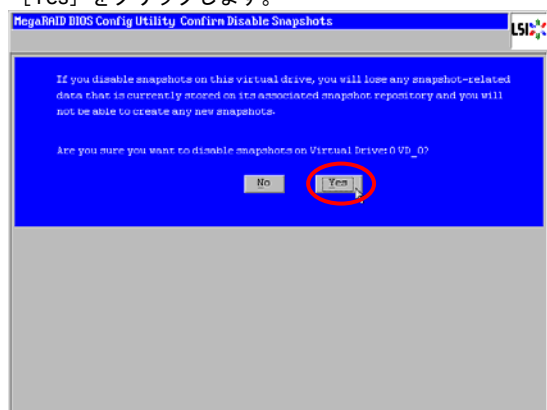 ［Yes］をクリックします。
MegaRAID BIOS Config Utility Confirm Disable Snapshots
LSI
If you disable snapshots on this virtual drive, you will lose any snapshot-related
data that is currently stored on its associated snapshot repository and you will
not be able to create any new snapshots.
Are you sure you want to disable snapshots on Virtual Drive: 0 VD_0?
No Yes